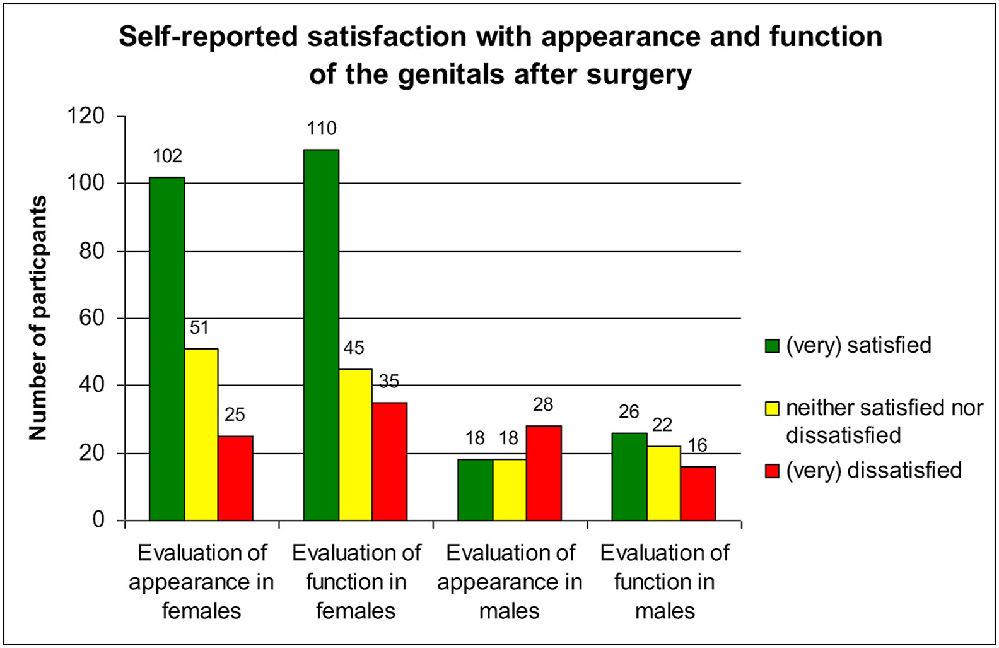 Self-reported satisfaction with appearance and function
of the genitals after surgery
Number of particpants
120
100
80
60
40
20
0
102
51
25
110
45
35
18
18
28
26
22
16
Evaluation of
appearance in
females
Evaluation of
function in
females
Evaluation of
appearance in
males
Evaluation of
function in
males
(very) satisfied
neither satisfied nor
dissatisfied
(very) dissatisfied